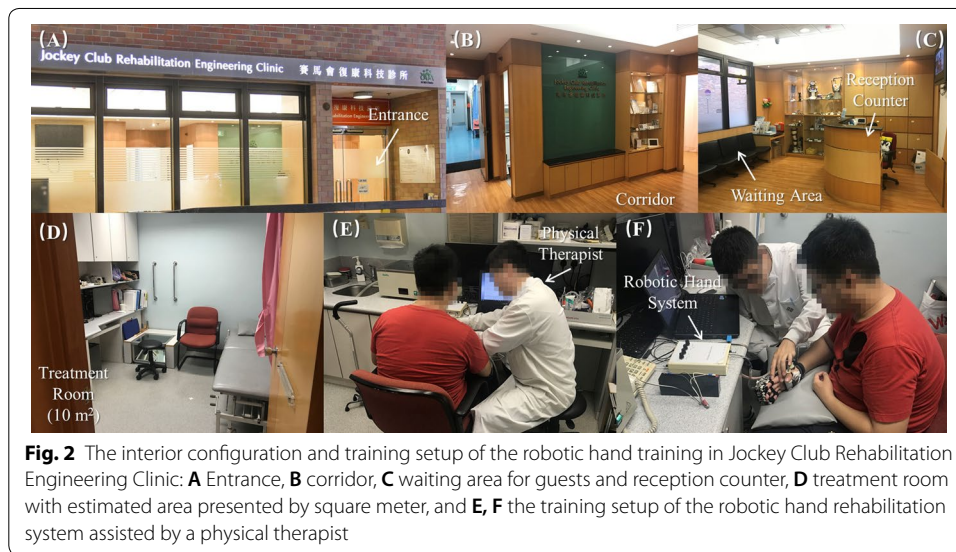 (A)
Jockey Club Rehabilitation Engineering Clinic 賽馬會復康科技診所
Entrance
(B)
Corridor
(C)
Reception
Counter
Waiting Area
(D)
Treatment
Room
(10 m²)
(E)
Physical
Therapist
(F)
Robotic Hand
System
Fig. 2 The interior configuration and training setup of the robotic hand training in Jockey Club Rehabilitation
Engineering Clinic: A Entrance, B corridor, C waiting area for guests and reception counter, D treatment room
with estimated area presented by square meter, and E, F the training setup of the robotic hand rehabilitation
system assisted by a physical therapist